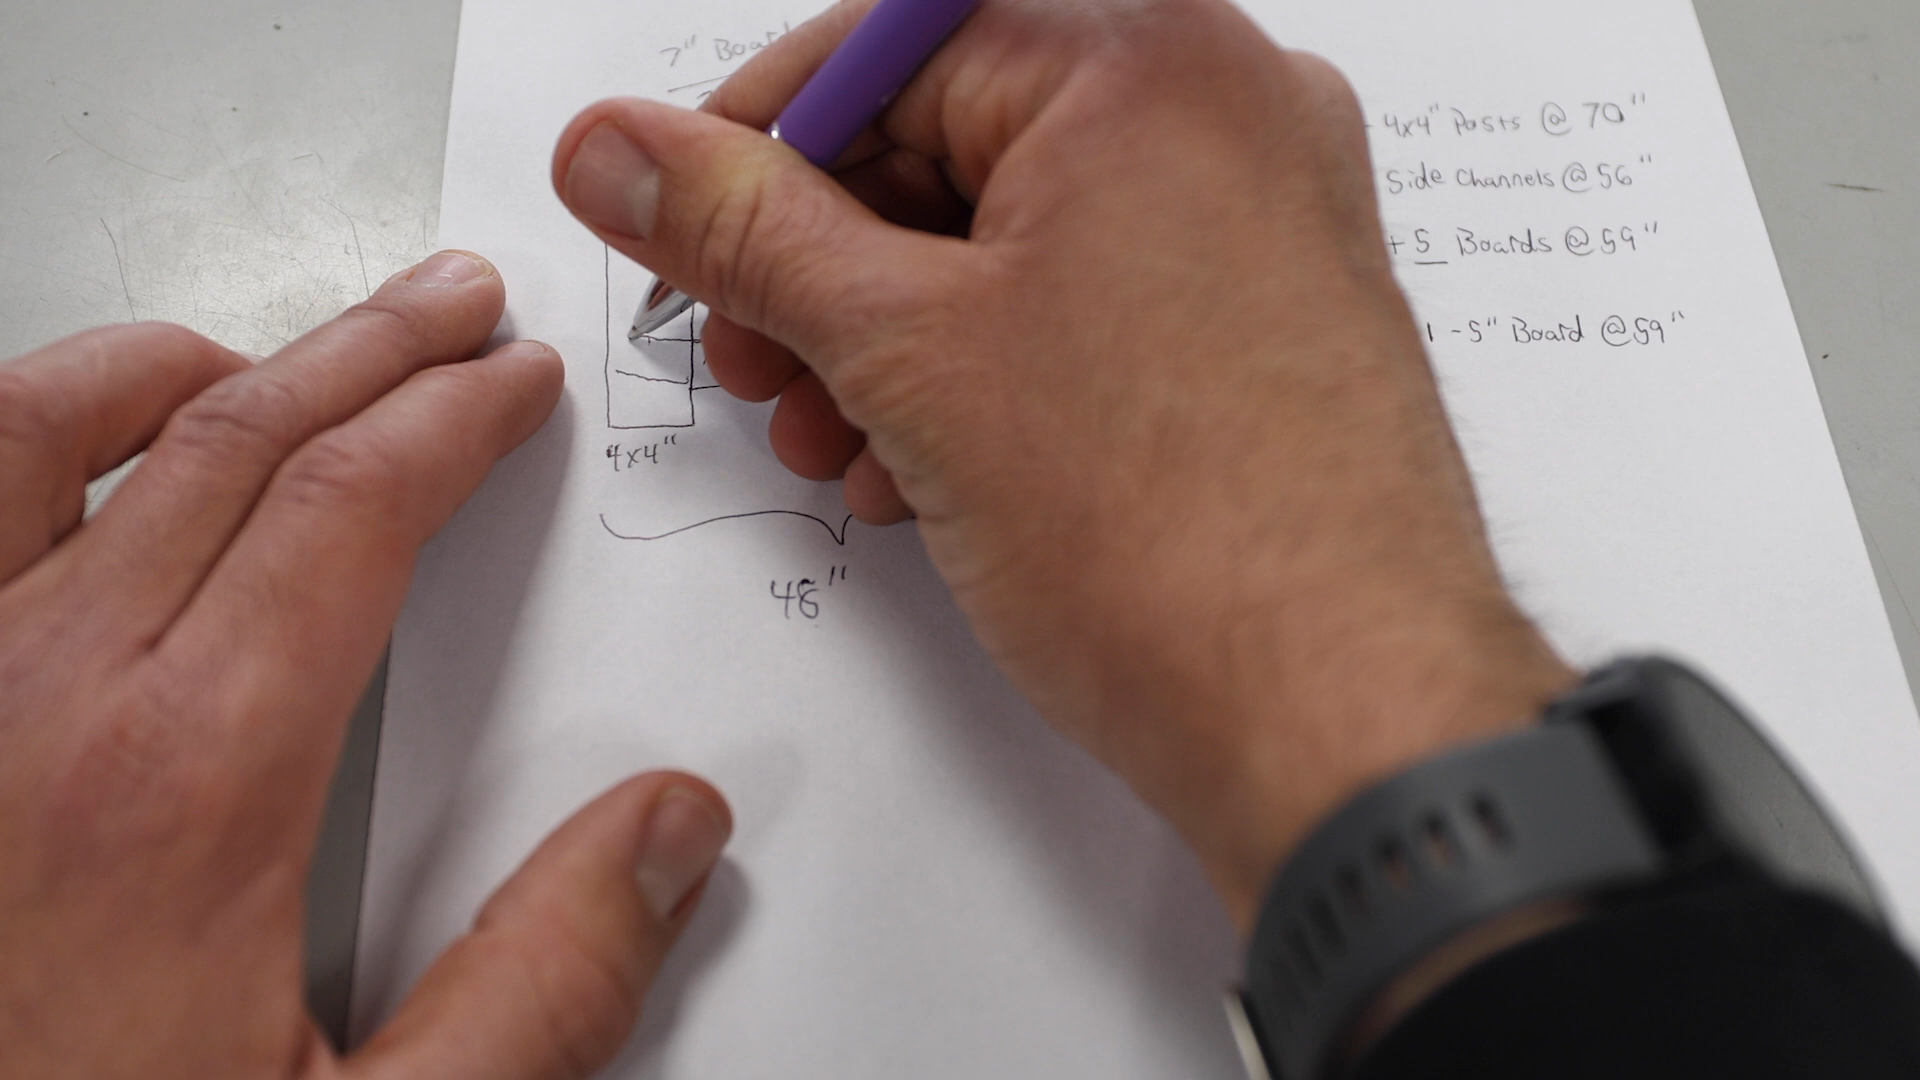 7" Board
4x4" Posts @ 70"
Side Channels @ 56"
+ 5 Boards @ 59"
1 - 5" Board @ 59"
4x4"
48"